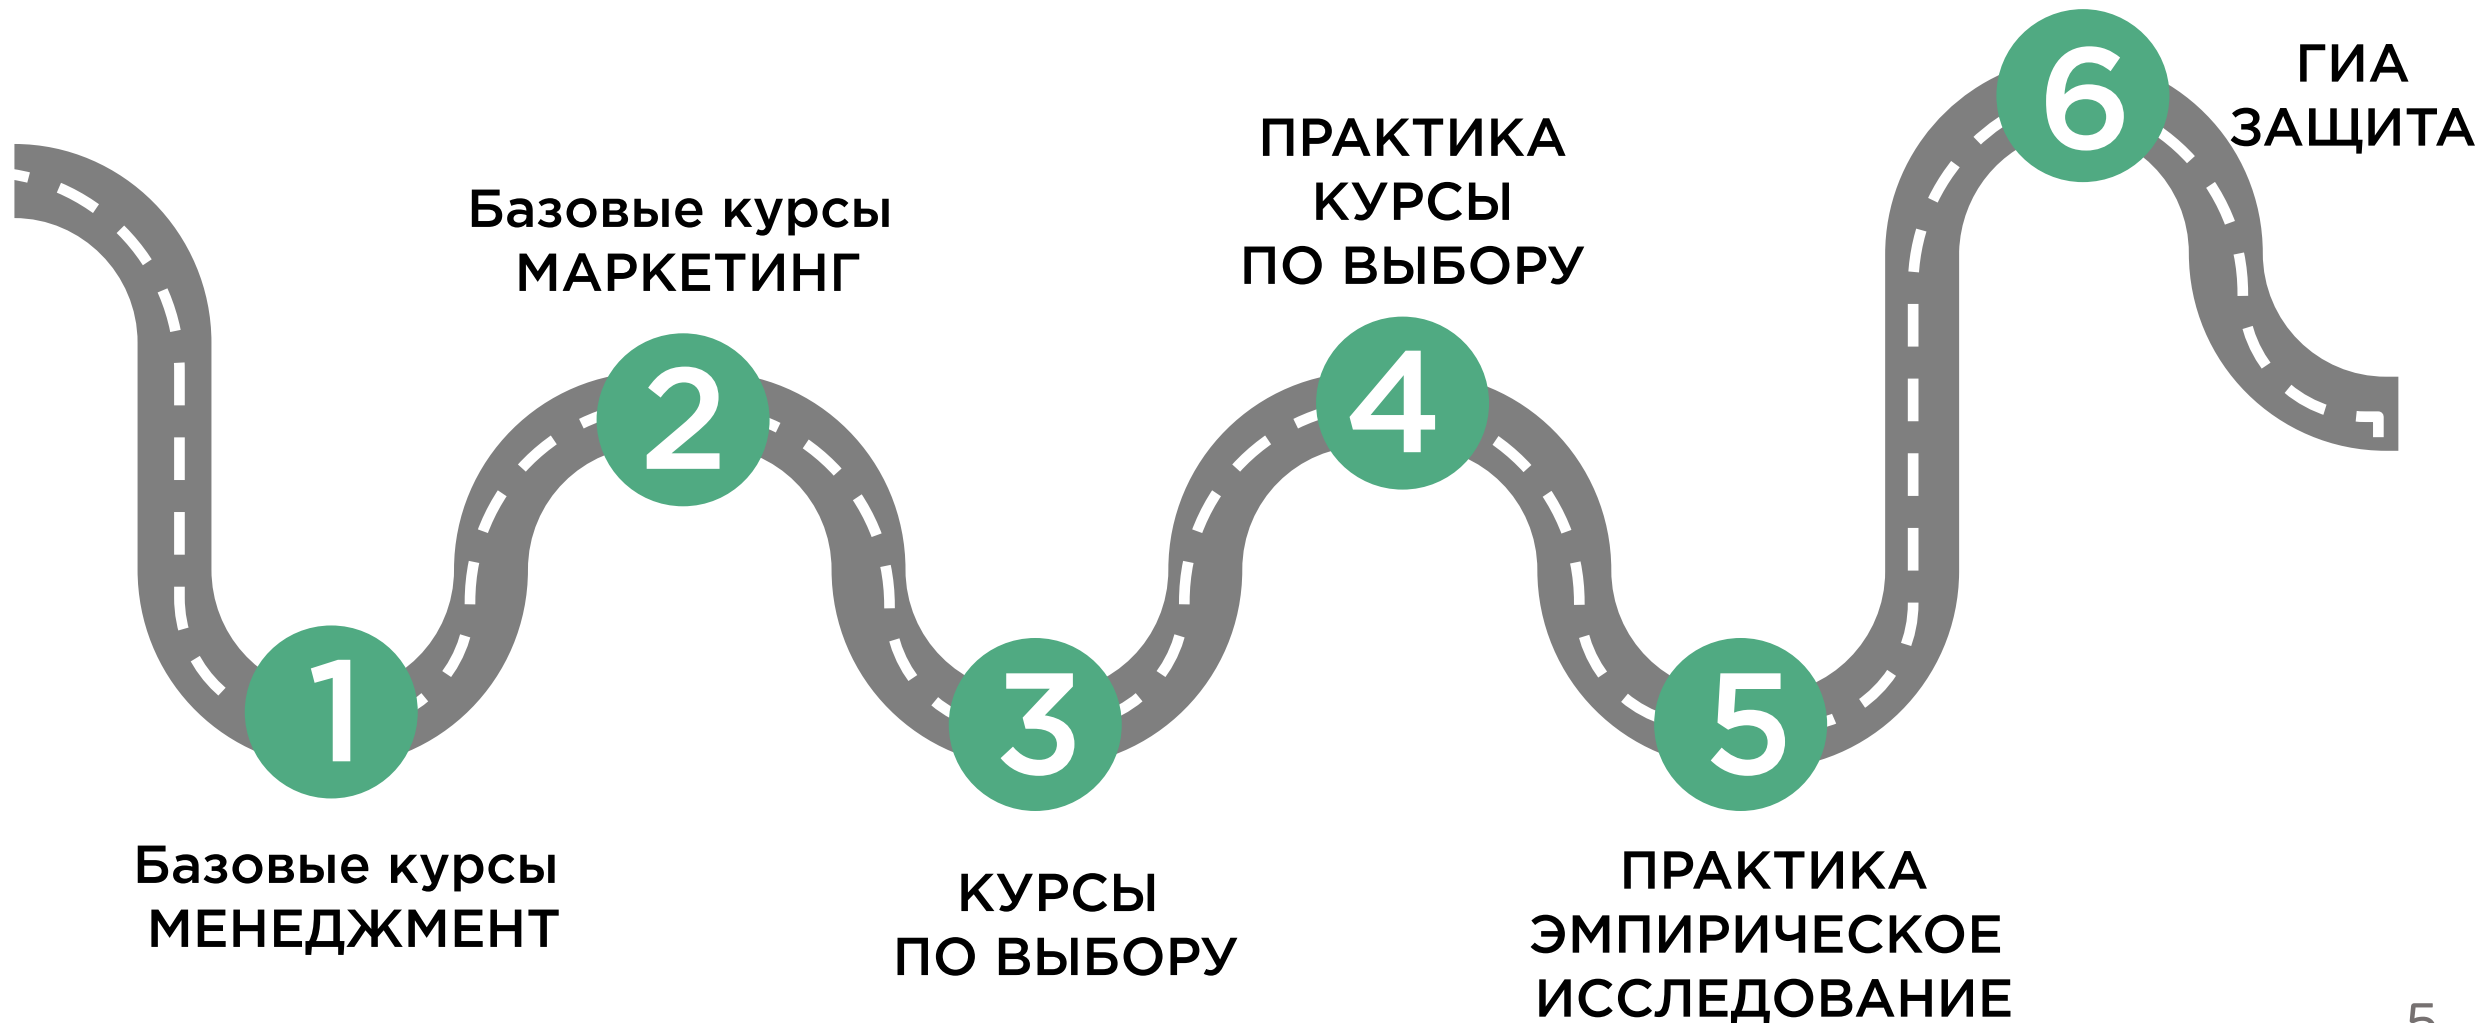 1
Базовые курсы
МЕНЕДЖМЕНТ
2
Базовые курсы
МАРКЕТИНГ
3
КУРСЫ
ПО ВЫБОРУ
4
ПРАКТИКА
КУРСЫ
ПО ВЫБОРУ
5
ПРАКТИКА
ЭМПИРИЧЕСКОЕ
ИССЛЕДОВАНИЕ
6
ГИА
ЗАЩИТА
5